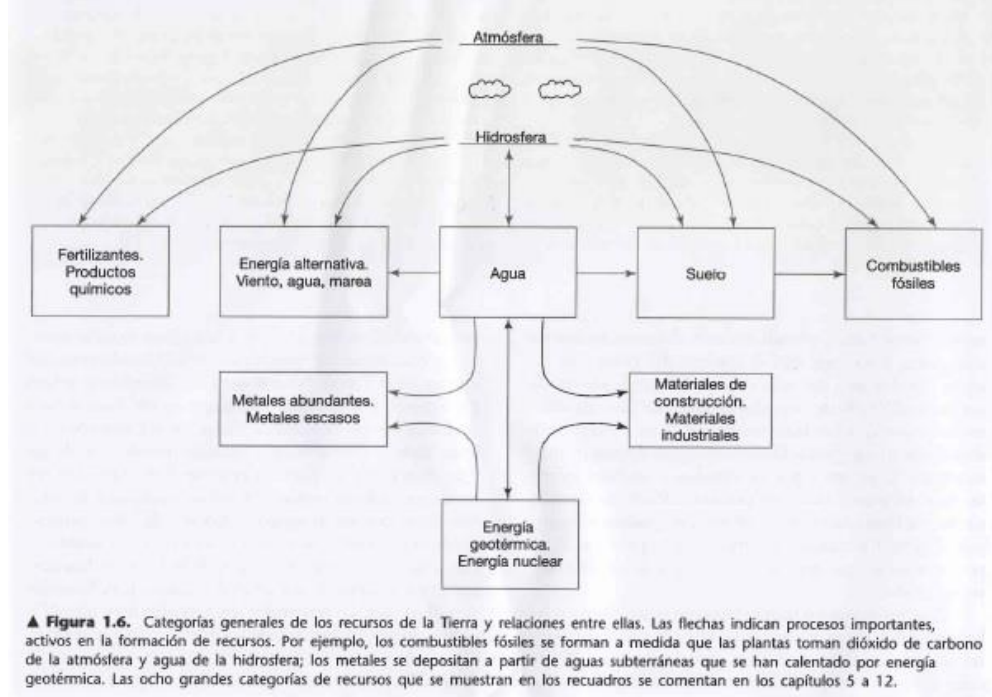 Atmósfera
Hidrosfera
Fertilizantes.
Productos
químicos
Energía alternativa.
Viento, agua, marea
Agua
Suelo
Combustibles
fósiles
Metales abundantes.
Metales escasos
Materiales de
construcción.
Materiales
industriales
Energía
geotérmica.
Energía nuclear
▲ Figura 1.6. Categorías generales de los recursos de la Tierra y relaciones entre ellas. Las flechas indican procesos importantes,
activos en la formación de recursos. Por ejemplo, los combustibles fósiles se forman a medida que las plantas toman dióxido de carbono
de la atmósfera y agua de la hidrosfera; los metales se depositan a partir de aguas subterráneas que se han calentado por energía
geotérmica. Las ocho grandes categorías de recursos que se muestran en los recuadros se comentan en los capítulos 5 a 12.